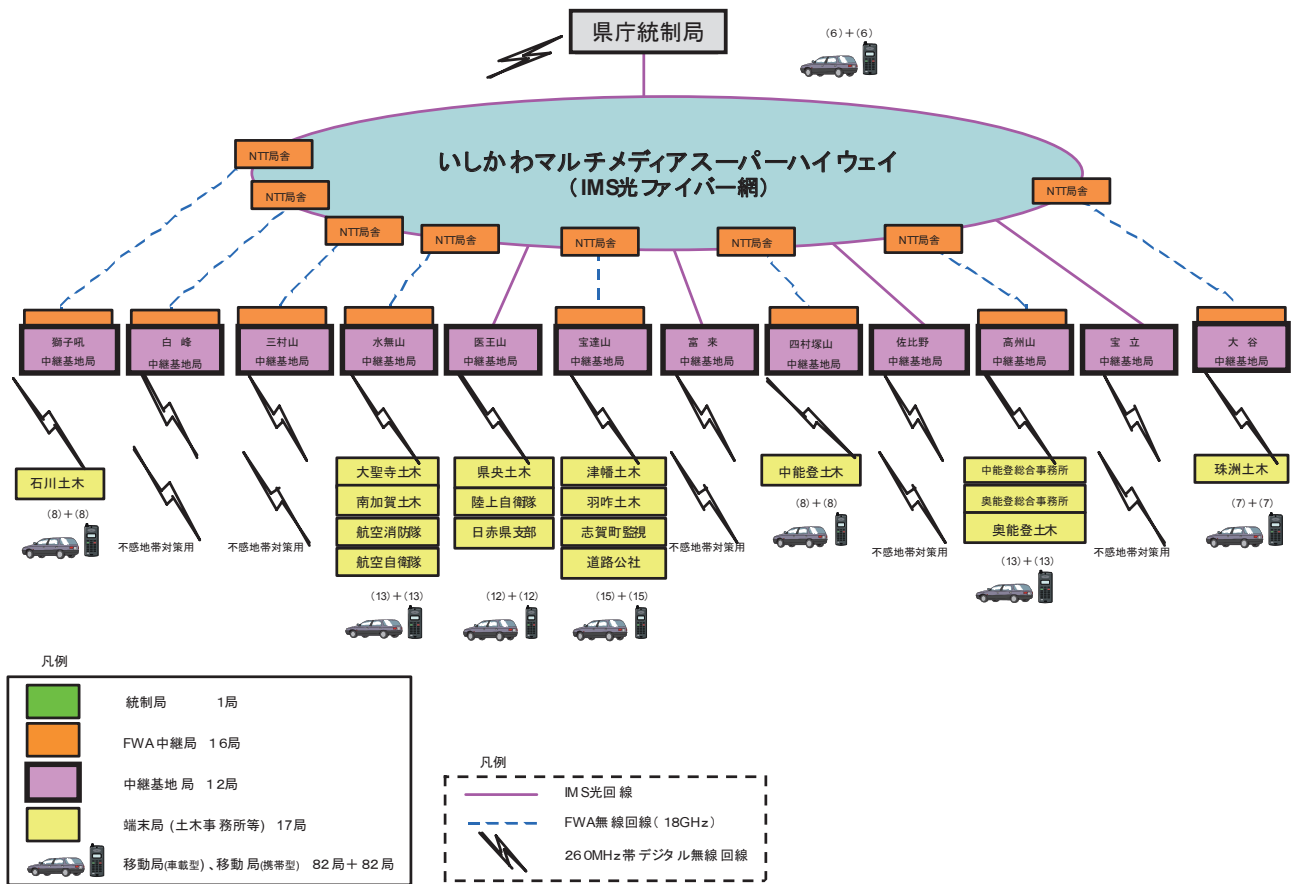 県庁統制局
(6)+(6)
いしかわマルチメディアスーパーハイウェイ
(IMS光ファイバー網)
NTT局舎
NTT局舎
NTT局舎
NTT局舎
NTT局舎
NTT局舎
NTT局舎
NTT局舎
獅子吼
中継基地局
白峰
中継基地局
三村山
中継基地局
水無山
中継基地局
医王山
中継基地局
宝達山
中継基地局
富来
中継基地局
四村塚山
中継基地局
佐比野
中継基地局
高州山
中継基地局
宝立
中継基地局
大谷
中継基地局
石川土木
(8)+(8)
不感地帯対策用
不感地帯対策用
大聖寺土木
南加賀土木
航空消防隊
航空自衛隊
(13)+(13)
県央土木
陸上自衛隊
日赤県支部
(12)+(12)
津幡土木
羽咋土木
志賀町監視
道路公社
(15)+(15)
不感地帯対策用
中能登土木
(8)+(8)
不感地帯対策用
中能登総合事務所
奥能登総合事務所
奥能登土木
(13)+(13)
不感地帯対策用
珠洲土木
(7)+(7)
凡例
統制局 1局
FWA中継局 16局
中継基地局 12局
端末局(土木事務所等) 17局
移動局(車載型)、移動局(携帯型) 82局+82局
凡例
IMS光回線
FWA無線回線(18GHz)
260MHz帯デジタル無線回線